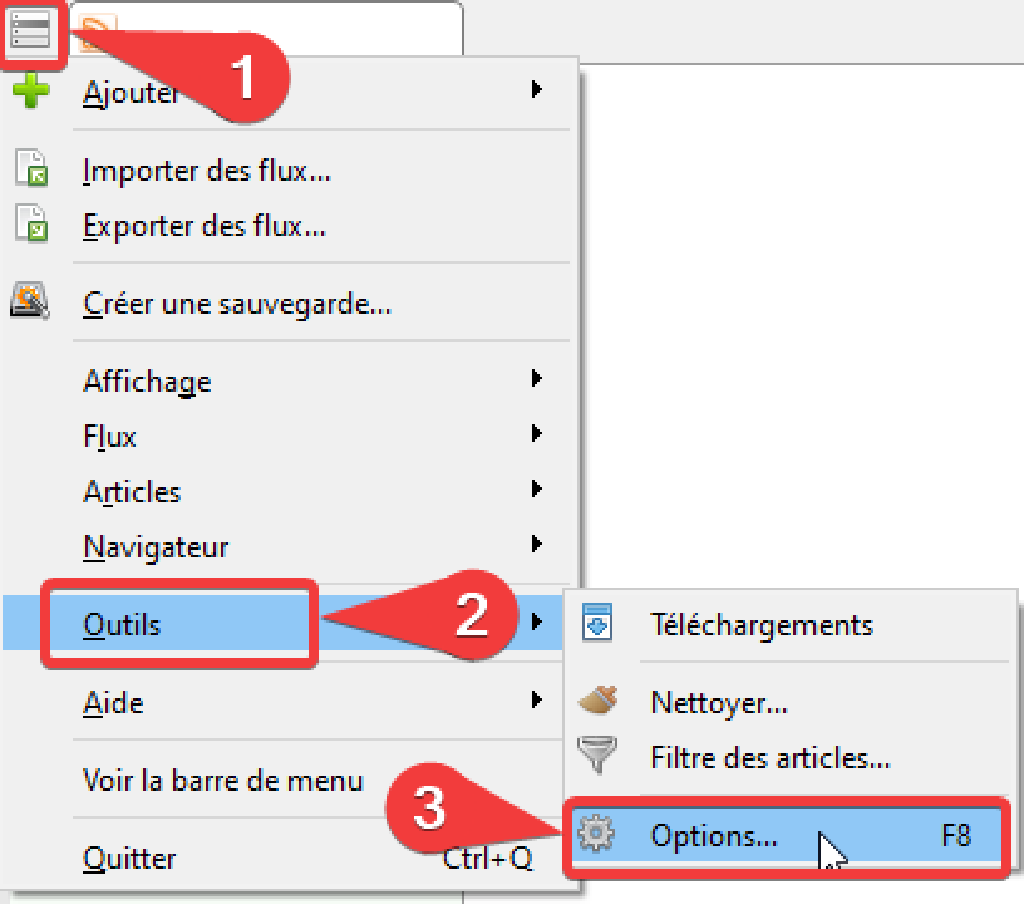 1
Ajouter
Importer des flux...
Exporter des flux...
Créer une sauvegarde...
Affichage
Flux
Articles
Navigateur
Outils
2
Téléchargements
Aide
Nettoyer...
Filtre des articles...
Voir la barre de menu
3
Options... F8
Quitter Ctrl+Q